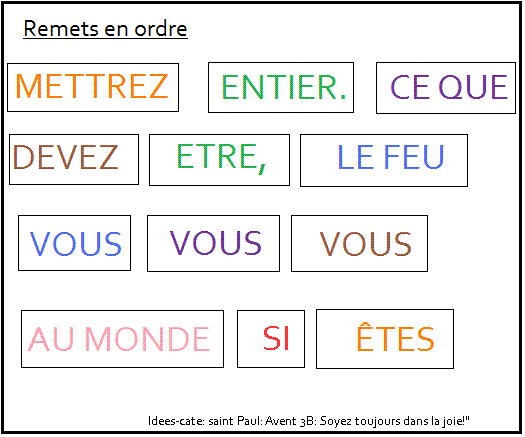 Remets en ordre
METTREZ ENTIER. CE QUE
DEVEZ ETRE, LE FEU
VOUS VOUS VOUS
AU MONDE SI ÊTES
Idees-cate: saint Paul: Avent 3B: Soyez toujours dans la joie!"